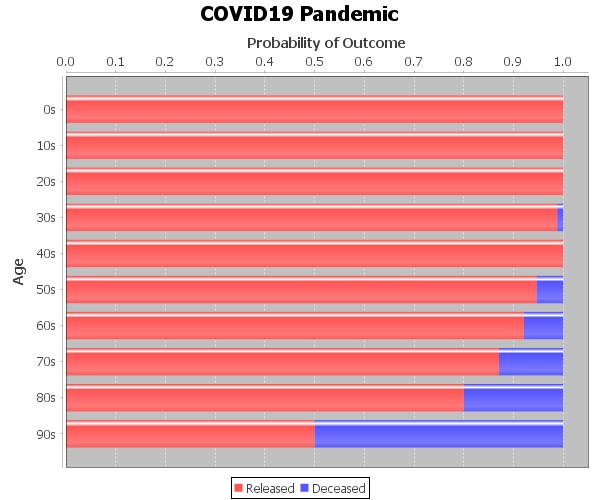 COVID19 Pandemic
Probability of Outcome
0.0 0.1 0.2 0.3 0.4 0.5 0.6 0.7 0.8 0.9 1.0
0s
10s
20s
30s
40s
50s
60s
70s
80s
90s
Age
Released Deceased